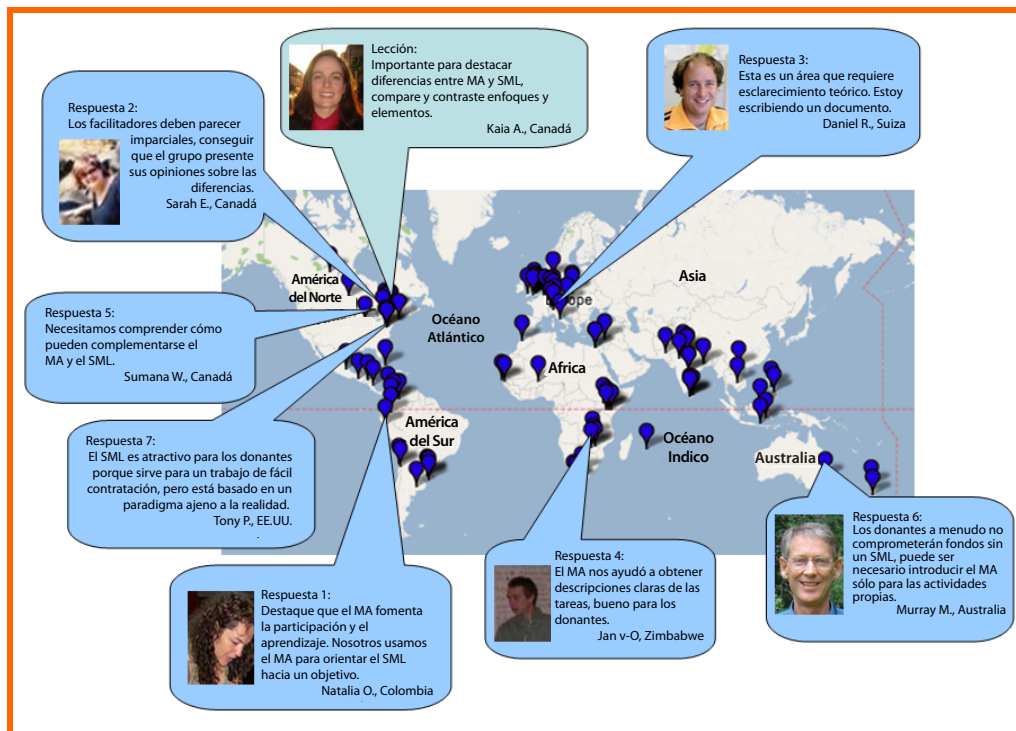 Lección:
Importante para destacar
diferencias entre MA y SML,
compare y contraste enfoques y
elementos.
Kaia A., Canadá
Respuesta 3:
Esta es un área que requiere
esclarecimiento teórico. Estoy
escribiendo un documento.
Daniel R., Suiza
Respuesta 2:
Los facilitadores deben parecer
imparciales, conseguir
que el grupo presente
sus opiniones sobre las
diferencias.
Sarah E., Canadá
América
del Norte
Europe
Asia
Océano
Atlántico
Respuesta 5:
Necesitamos comprender cómo
pueden complementarse el
MA y el SML.
Sumana W., Canadá
Africa
América
del Sur
Océano
Indico
Australia
Respuesta 7:
El SML es atractivo para los donantes
porque sirve para un trabajo de fácil
contratación, pero está basado en un
paradigma ajeno a la realidad.
Tony P., EE.UU.
.
Respuesta 6:
Los donantes a menudo no
comprometerán fondos sin
un SML, puede ser
necesario introducir el MA
sólo para las actividades
propias.
Murray M., Australia
Respuesta 4:
El MA nos ayudó a obtener
descripciones claras de las
tareas, bueno para los
donantes.
Jan v-O, Zimbabwe
Respuesta 1:
Destaque que el MA fomenta
la participación y el
aprendizaje. Nosotros usamos
el MA para orientar el SML
hacia un objetivo.
Natalia O., Colombia